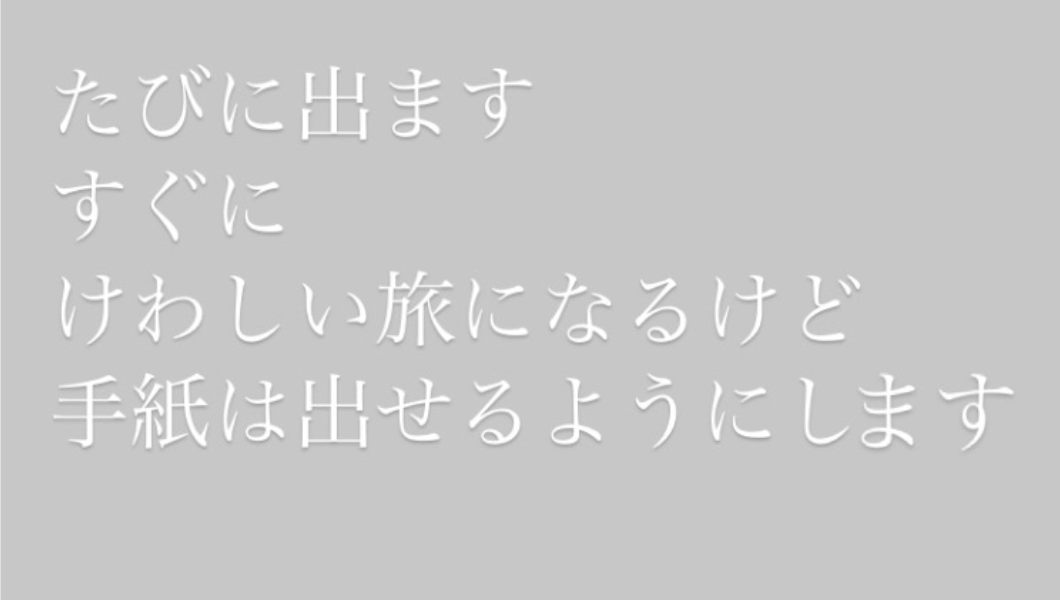 たびに出ます
すぐに
けわしい旅になるけど
手紙は出せるようにします